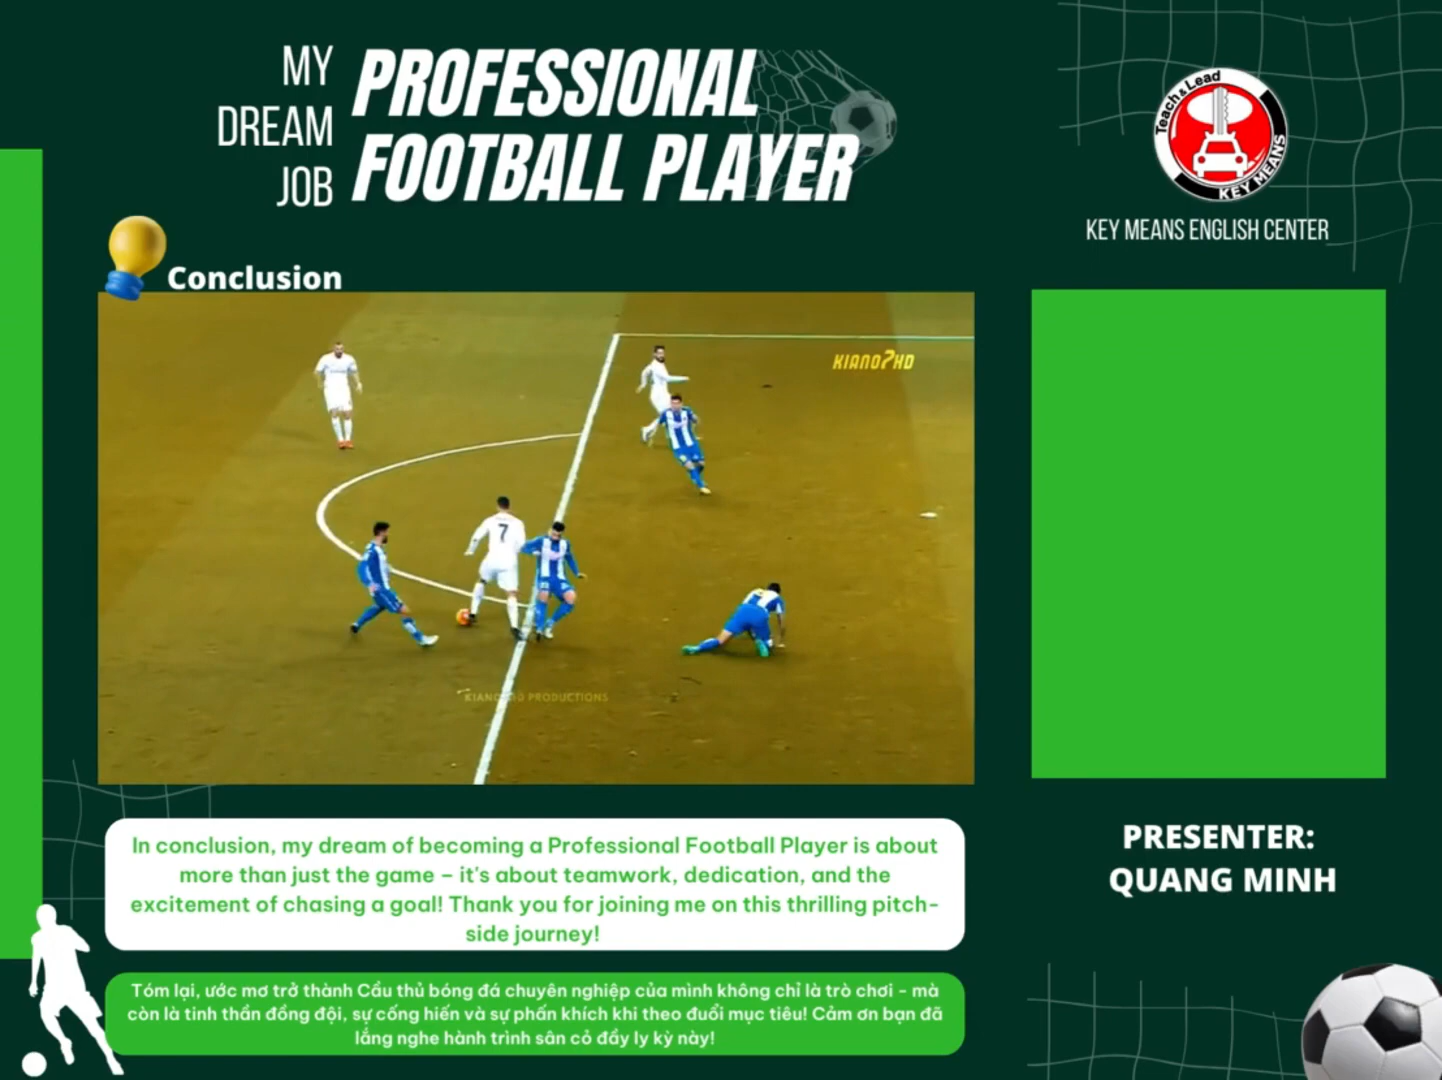 MY
DREAM
JOB
PROFESSIONAL
FOOTBALL PLAYER
Teach & Lead
KEY MEANS
KEY MEANS ENGLISH CENTER
Conclusion
KIANO7HD
7
PRODUCTIONS
In conclusion, my dream of becoming a Professional Football Player is about
more than just the game – it's about teamwork, dedication, and the
excitement of chasing a goal! Thank you for joining me on this thrilling pitch-
side journey!
Tóm lại, ước mơ trở thành Cầu thủ bóng đá chuyên nghiệp của mình không chỉ là trò chơi - mà
còn là tinh thần đồng đội, sự cống hiến và sự phấn khích khi theo đuổi mục tiêu! Cảm ơn bạn đã
lắng nghe hành trình sân cỏ đầy ly kỳ này!
PRESENTER:
QUANG MINH